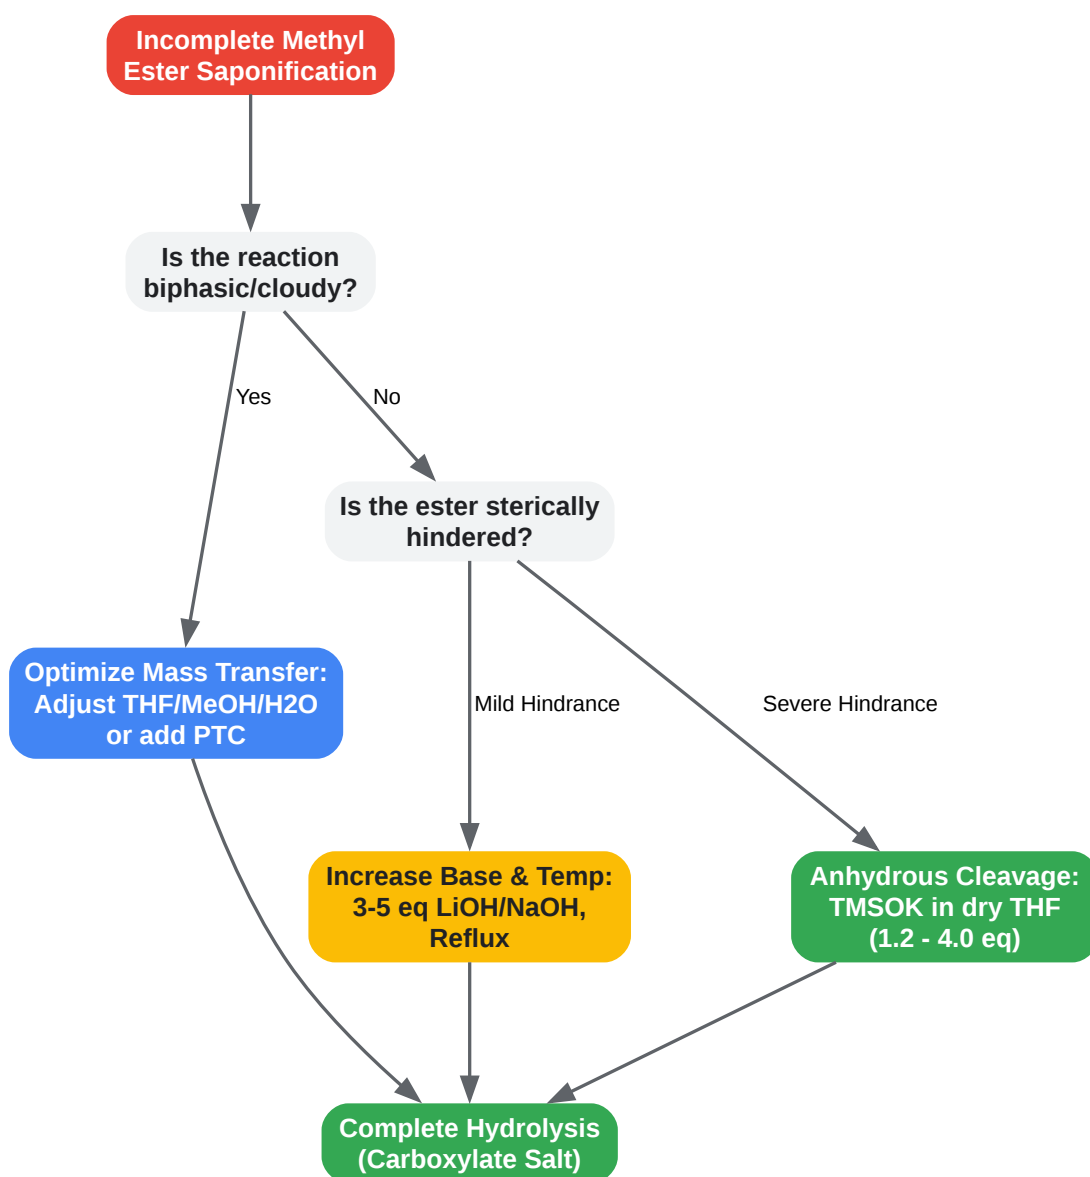 Incomplete Methyl
Ester Saponification
Is the reaction
biphasic/cloudy?
Yes
No
Is the ester sterically
hindered?
Optimize Mass Transfer:
Adjust THF/MeOH/H2O
or add PTC
Mild Hindrance
Severe Hindrance
Increase Base & Temp:
3-5 eq LiOH/NaOH,
Reflux
Anhydrous Cleavage:
TMSOK in dry THF
(1.2 - 4.0 eq)
Complete Hydrolysis
(Carboxylate Salt)